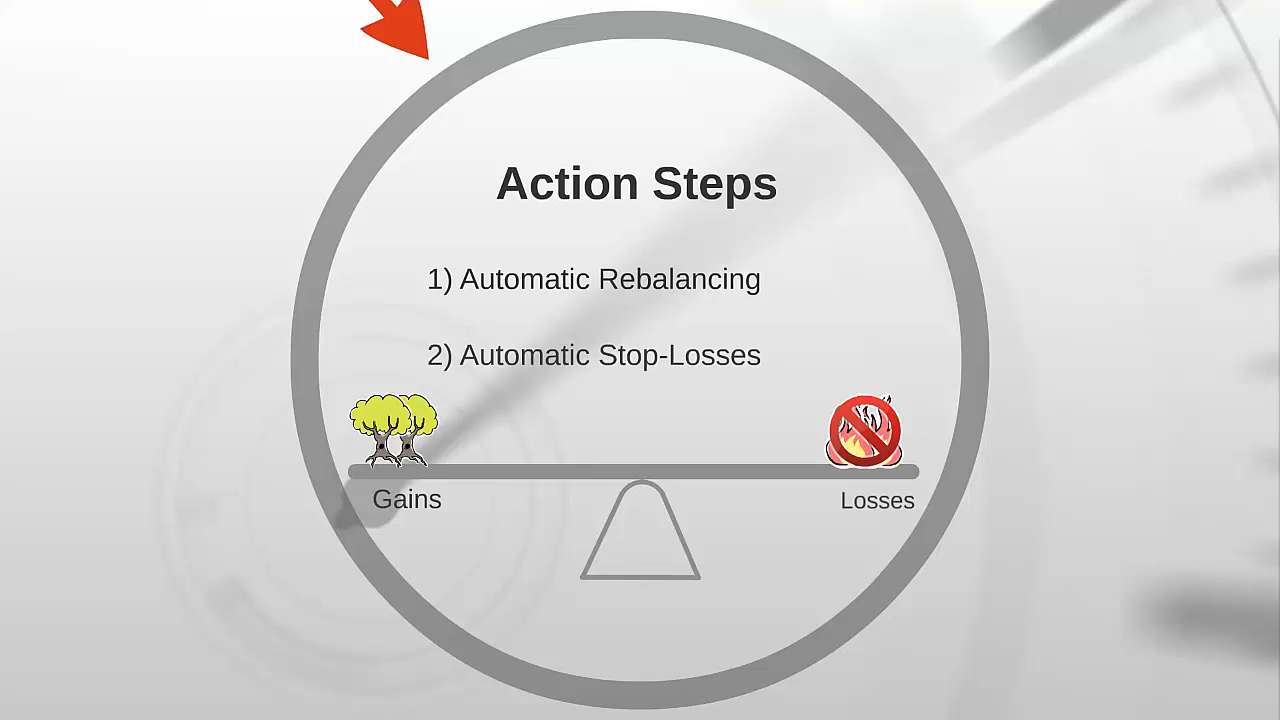 Action Steps
1) Automatic Rebalancing
2) Automatic Stop-Losses
Gains
Losses